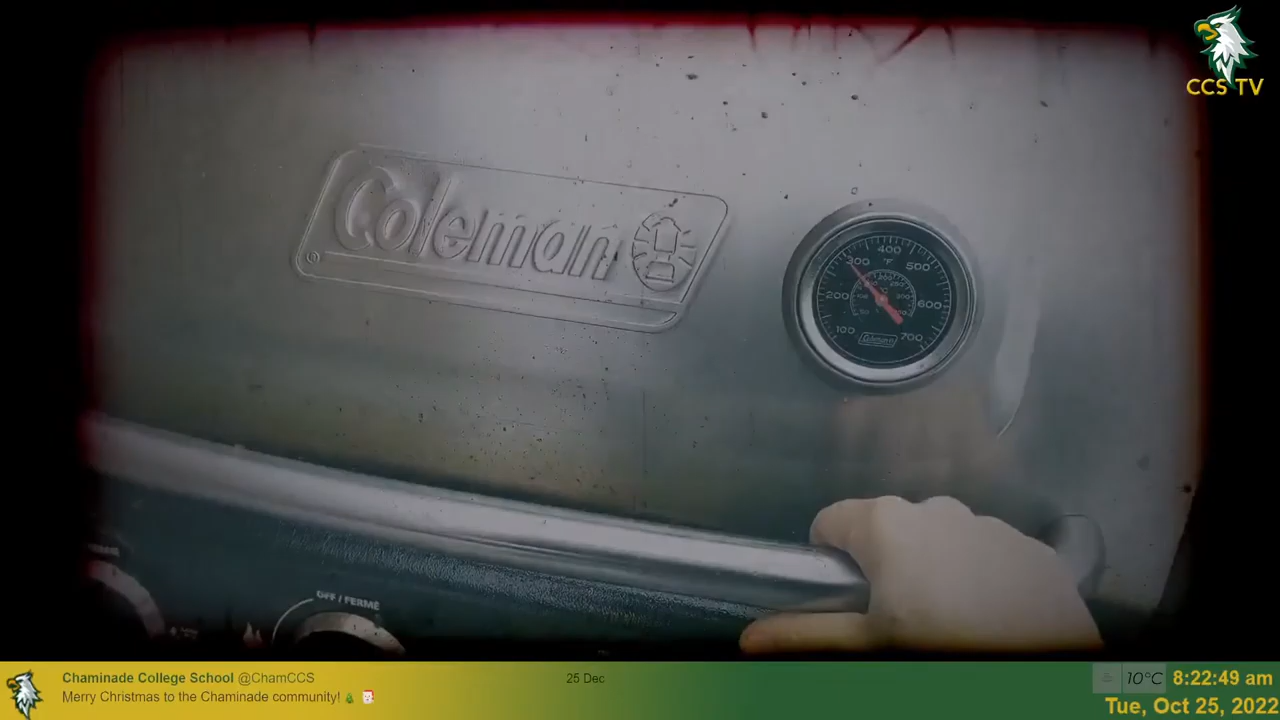 CCS TV
Coleman
400
300
°F
500
200
600
100
700
Coleman
OFF / FERMÉ
Chaminade College School @ChamCCS
25 Dec
Merry Christmas to the Chaminade community! 🎄 🎅
10°C
8:22:49 am
Tue, Oct 25, 2022